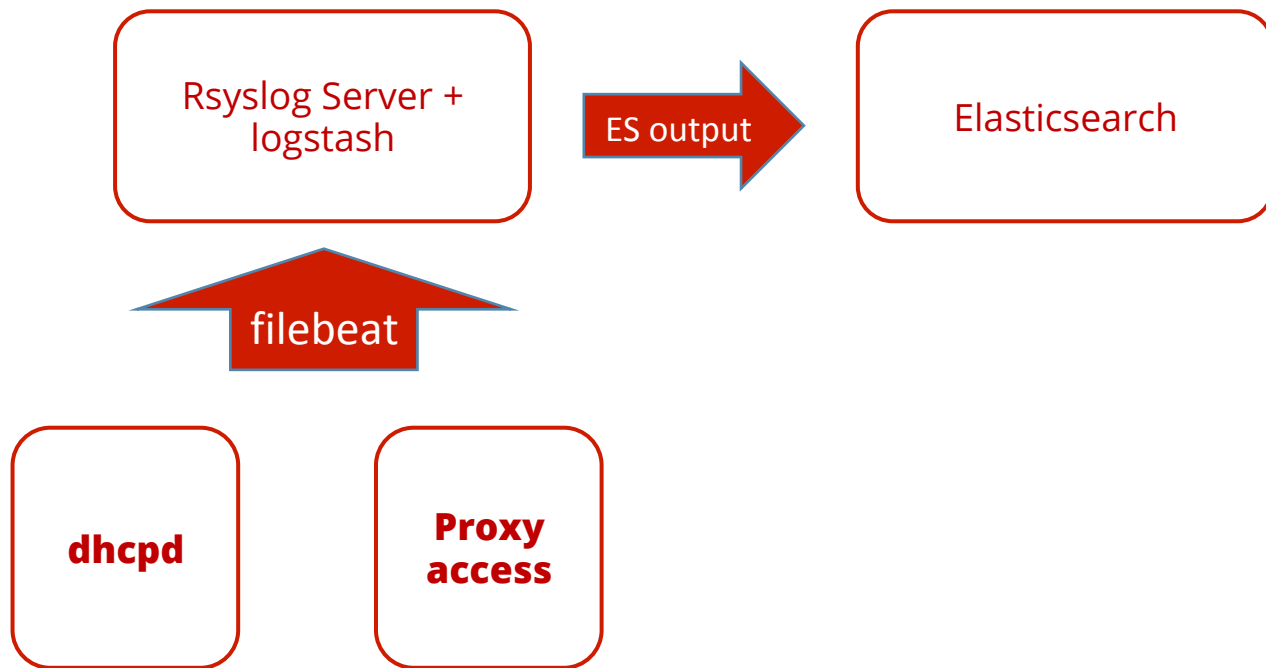 Rsyslog Server +
logstash
ES output
Elasticsearch
filebeat
dhcpd
Proxy
access